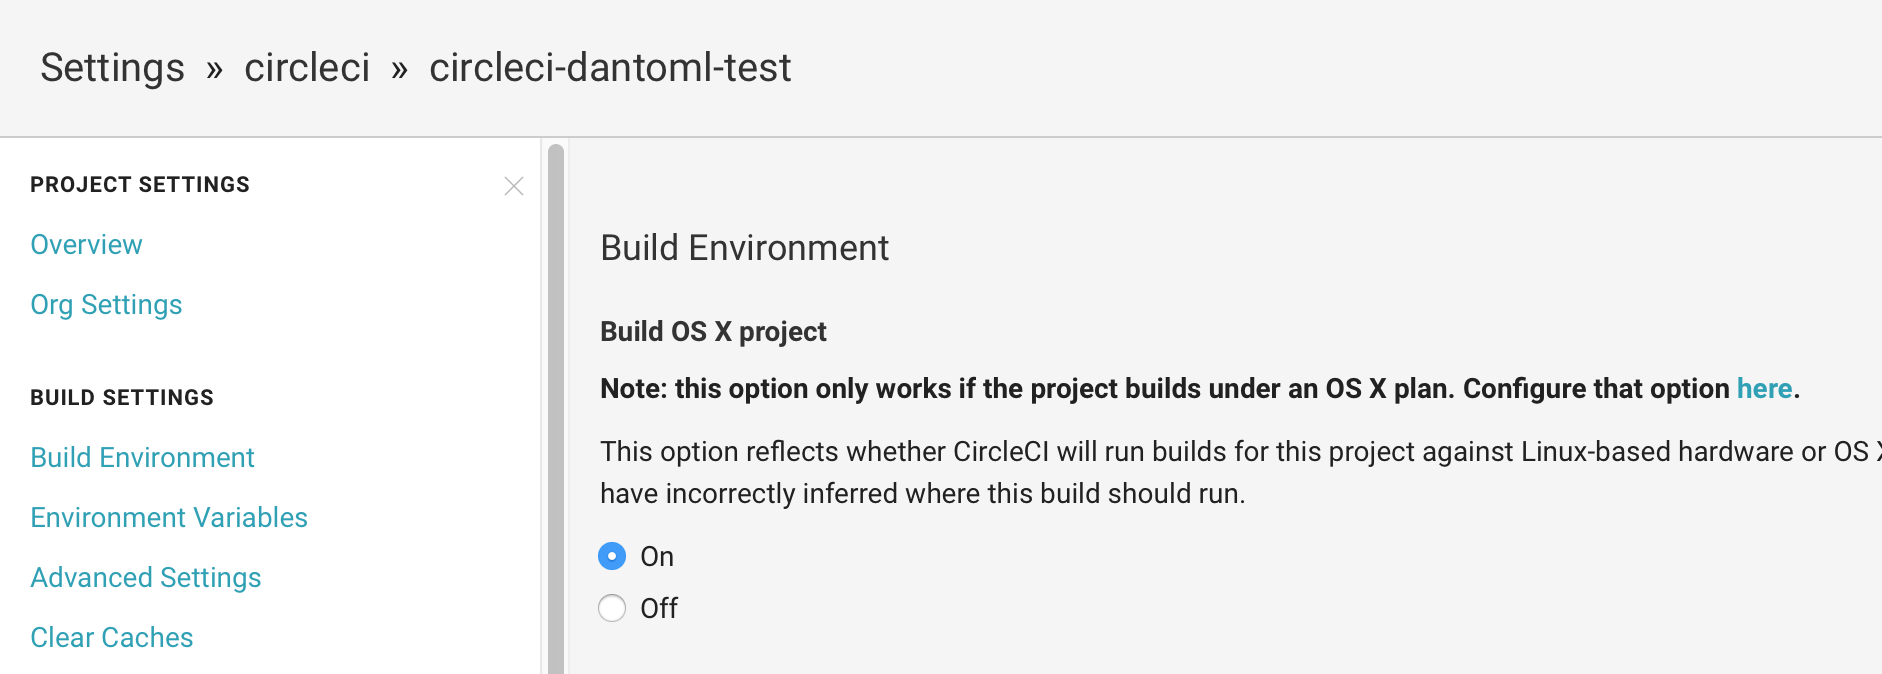 Settings » circleci » circleci-dantoml-test
PROJECT SETTINGS
Overview
Org Settings
BUILD SETTINGS
Build Environment
Environment Variables
Advanced Settings
Clear Caches
Build Environment
Build OS X project
Note: this option only works if the project builds under an OS X plan. Configure that option here.
This option reflects whether CircleCI will run builds for this project against Linux-based hardware or OS X
have incorrectly inferred where this build should run.
On
Off